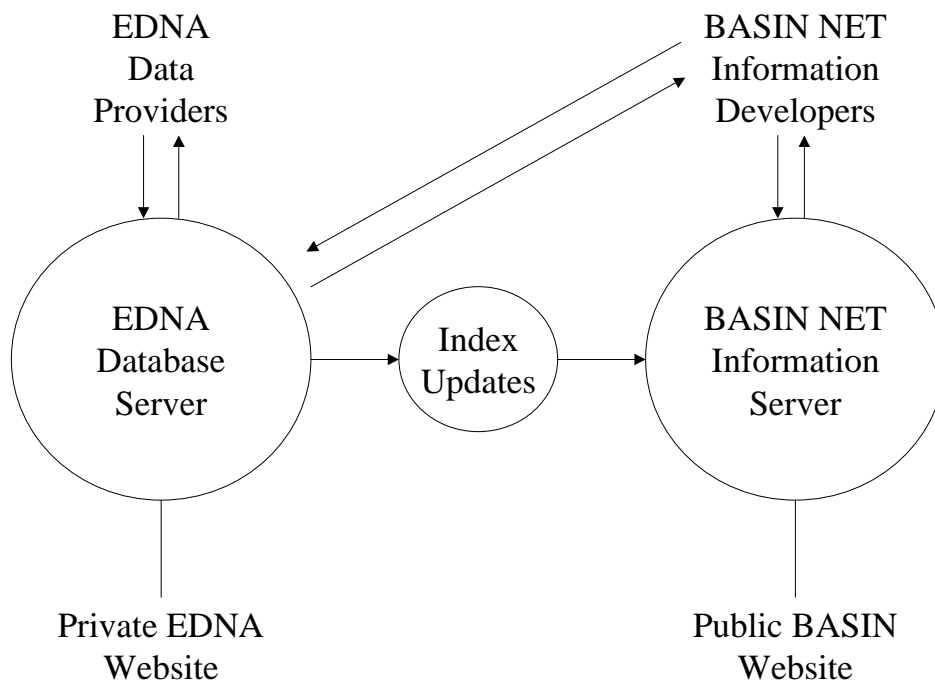 EDNA
Data
Providers
BASIN NET
Information
Developers
EDNA
Database
Server
Index
Updates
BASIN NET
Information
Server
Private EDNA
Website
Public BASIN
Website